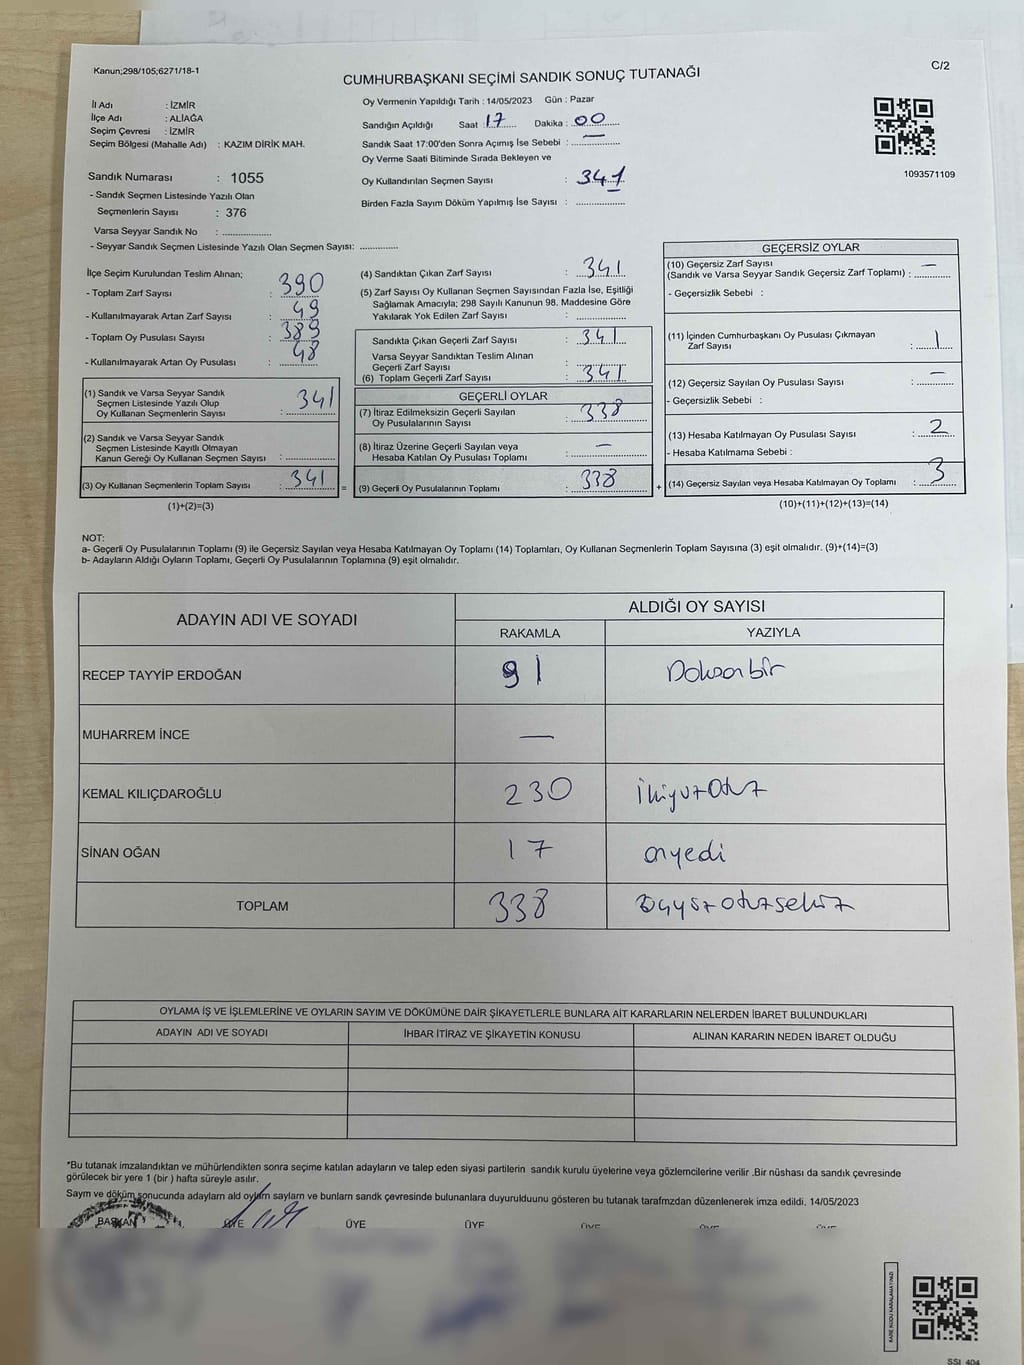 Kanun;298/105;6271/18-1
C/2
CUMHURBAŞKANI SEÇİMİ SANDIK SONUÇ TUTANAĞI
İl Adı : İZMİR
İlçe Adı : ALİAĞA
Seçim Çevresi : İZMİR
Seçim Bölgesi (Mahalle Adı) : KAZIM DİRİK MAH.
Sandık Numarası : 1055
- Sandık Seçmen Listesinde Yazılı Olan
Seçmenlerin Sayısı : 376
Varsa Seyyar Sandık No : ..............
- Seyyar Sandık Seçmen Listesinde Yazılı Olan Seçmen Sayısı: ............
Oy Vermenin Yapıldığı Tarih : 14/05/2023 Gün : Pazar
Sandığın Açıldığı Saat : 17 Dakika : 00
Sandık Saat 17:00'den Sonra Açımış İse Sebebi : —
Oy Verme Saati Bitiminde Sırada Bekleyen ve
Oy Kullandırılan Seçmen Sayısı : 341
Birden Fazla Sayım Döküm Yapılmış İse Sayısı : ..............
1093571109
İlçe Seçim Kurulundan Teslim Alınan;
- Toplam Zarf Sayısı : 390
- Kullanılmayarak Artan Zarf Sayısı : 49
- Toplam Oy Pusulası Sayısı : 389
- Kullanılmayarak Artan Oy Pusulası : 48
(1) Sandık ve Varsa Seyyar Sandık
Seçmen Listesinde Yazılı Olup
Oy Kullanan Seçmenlerin Sayısı : 341
(2) Sandık ve Varsa Seyyar Sandık
Seçmen Listesinde Kayıtlı Olmayan
Kanun Gereği Oy Kullanan Seçmen Sayısı : ..............
(3) Oy Kullanan Seçmenlerin Toplam Sayısı : 341 =
(1)+(2)=(3)
(4) Sandıktan Çıkan Zarf Sayısı : 341
(5) Zarf Sayısı Oy Kullanan Seçmen Sayısından Fazla İse, Eşitliği
Sağlamak Amacıyla; 298 Sayılı Kanunun 98. Maddesine Göre
Yakılarak Yok Edilen Zarf Sayısı : ..............
Sandıkta Çıkan Geçerli Zarf Sayısı : 341
Varsa Seyyar Sandıktan Teslim Alınan
Geçerli Zarf Sayısı : ..............
(6) Toplam Geçerli Zarf Sayısı : 341
GEÇERLİ OYLAR
(7) İtiraz Edilmeksizin Geçerli Sayılan
Oy Pusulalarının Sayısı : 338
(8) İtiraz Üzerine Geçerli Sayılan veya
Hesaba Katılan Oy Pusulası Toplamı : —
(9) Geçerli Oy Pusulalarının Toplamı : 338 +
GEÇERSİZ OYLAR
(10) Geçersiz Zarf Sayısı
(Sandık ve Varsa Seyyar Sandık Geçersiz Zarf Toplamı) : —
- Geçersizlik Sebebi :
(11) İçinden Cumhurbaşkanı Oy Pusulası Çıkmayan
Zarf Sayısı : 1
(12) Geçersiz Sayılan Oy Pusulası Sayısı : —
- Geçersizlik Sebebi :
(13) Hesaba Katılmayan Oy Pusulası Sayısı : 2
- Hesaba Katılmama Sebebi :
(14) Geçersiz Sayılan veya Hesaba Katılmayan Oy Toplamı : 3
(10)+(11)+(12)+(13)=(14)
NOT:
a- Geçerli Oy Pusulalarının Toplamı (9) ile Geçersiz Sayılan veya Hesaba Katılmayan Oy Toplamı (14) Toplamları, Oy Kullanan Seçmenlerin Toplam Sayısına (3) eşit olmalıdır. (9)+(14)=(3)
b- Adayların Aldığı Oyların Toplamı, Geçerli Oy Pusulalarının Toplamına (9) eşit olmalıdır.
ADAYIN ADI VE SOYADI ALDIĞI OY SAYISI
RAKAMLA YAZIYLA
RECEP TAYYİP ERDOĞAN 91 Doksanbir
MUHARREM İNCE —
KEMAL KILIÇDAROĞLU 230 İkiyüzOtuz
SİNAN OĞAN 17 onyedi
TOPLAM 338 üçyüzotuzsekiz
OYLAMA İŞ VE İŞLEMLERİNE VE OYLARIN SAYIM VE DÖKÜMÜNE DAİR ŞİKAYETLERLE BUNLARA AİT KARARLARIN NELERDEN İBARET BULUNDUKLARI
ADAYIN ADI VE SOYADI İHBAR İTİRAZ VE ŞİKAYETİN KONUSU ALINAN KARARIN NEDEN İBARET OLDUĞU
*Bu tutanak imzalandıktan ve mühürlendikten sonra seçime katılan adayların ve talep eden siyasi partilerin sandık kurulu üyelerine veya gözlemcilerine verilir .Bir nüshası da sandık çevresinde
görülecek bir yere 1 (bir ) hafta süreyle asılır.
Sayım ve döküm sonucunda adayların ald oyların sayları ve bunların sandk çevresinde bulunanlara duyurulduunu gösteren bu tutanak tarafmzdan düzenlenerek imza edildi. 14/05/2023
BAŞKAN ÜYE ÜYE ÜYE ÜYE ÜYE ÜYE
KARE KODU KARALAMAYINIZ!
SSI_404